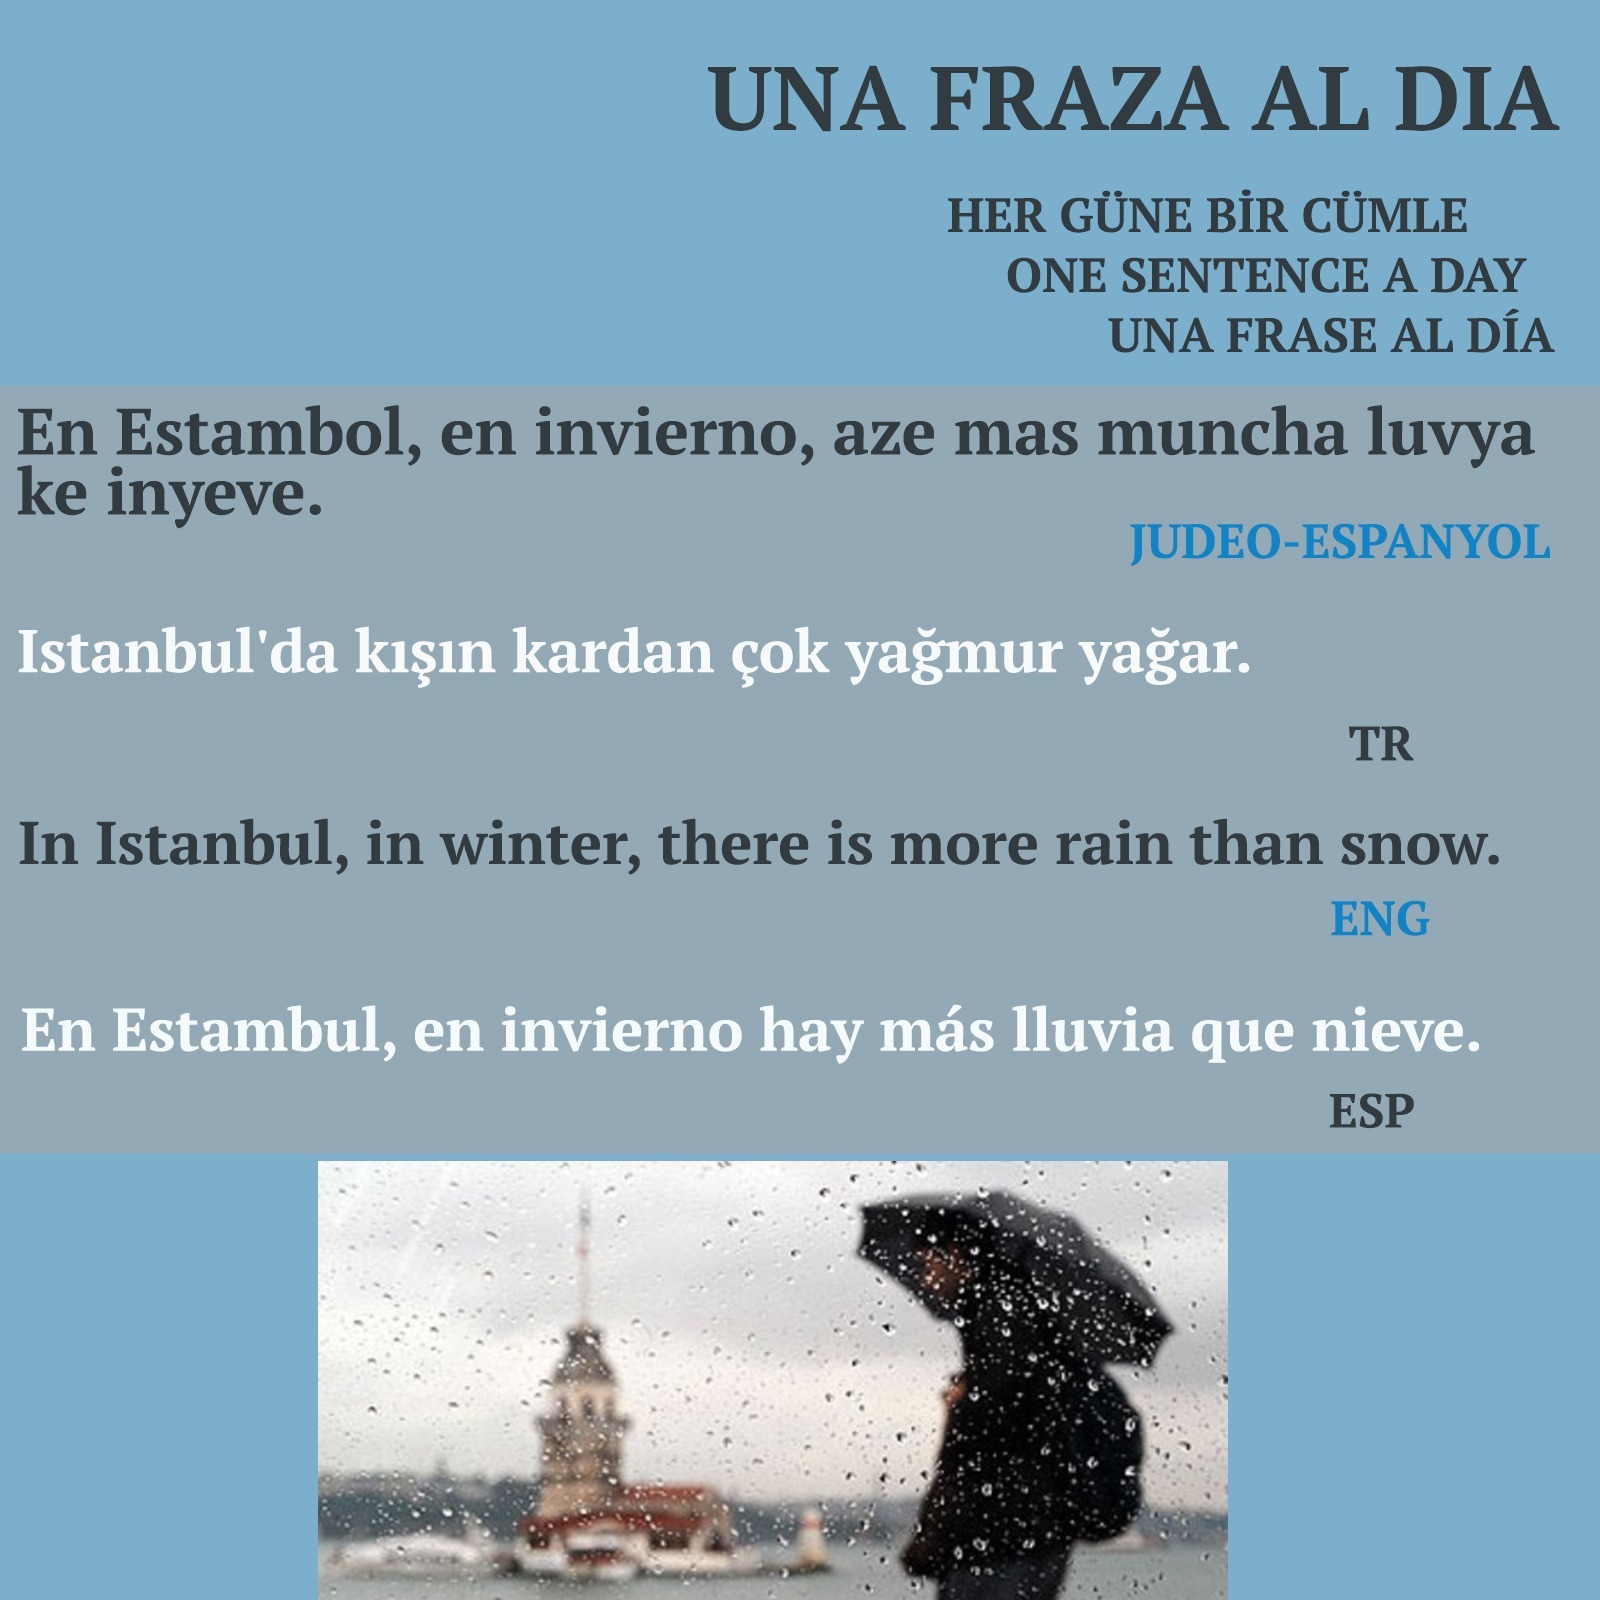 UNA FRAZA AL DIA
HER GÜNE BİR CÜMLE
ONE SENTENCE A DAY
UNA FRASE AL DÍA
En Estambol, en invierno, aze mas muncha luvya
ke inyeve.
JUDEO-ESPANYOL
Istanbul'da kışın kardan çok yağmur yağar.
TR
In Istanbul, in winter, there is more rain than snow.
ENG
En Estambul, en invierno hay más lluvia que nieve.
ESP